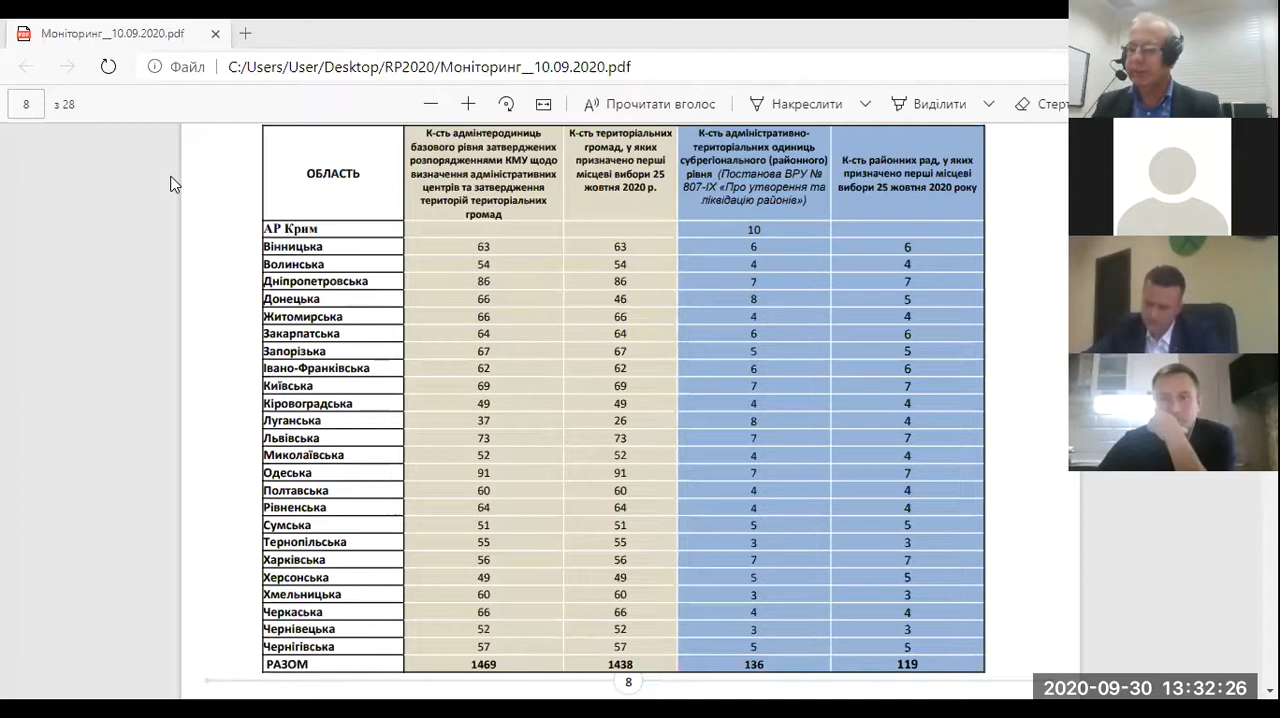 Моніторинг__10.09.2020.pdf
Файл
C:/Users/User/Desktop/RP2020/Моніторинг__10.09.2020.pdf
8 з 28
Прочитати вголос
Накреслити
Виділити
Стерт
ОБЛАСТЬ
К-сть адмінтеродиниць
базового рівня затверджених
розпорядженнями КМУ щодо
визначення адміністративних
центрів та затвердження
територій територіальних
громад
К-сть територіальних
громад, у яких
призначено перші
місцеві вибори 25
жовтня 2020 р.
К-сть адміністративно-
територіальних одиниць
субрегіонального (районного)
рівня (Постанова ВРУ №
807-IX «Про утворення та
ліквідацію районів»)
К-сть районних рад, у яких
призначено перші місцеві
вибори 25 жовтня 2020 року
АР Крим 10
Вінницька 63 63 6 6
Волинська 54 54 4 4
Дніпропетровська 86 86 7 7
Донецька 66 46 8 5
Житомирська 66 66 4 4
Закарпатська 64 64 6 6
Запорізька 67 67 5 5
Івано-Франківська 62 62 6 6
Київська 69 69 7 7
Кіровоградська 49 49 4 4
Луганська 37 26 8 4
Львівська 73 73 7 7
Миколаївська 52 52 4 4
Одеська 91 91 7 7
Полтавська 60 60 4 4
Рівненська 64 64 4 4
Сумська 51 51 5 5
Тернопільська 55 55 3 3
Харківська 56 56 7 7
Херсонська 49 49 5 5
Хмельницька 60 60 3 3
Черкаська 66 66 4 4
Чернівецька 52 52 3 3
Чернігівська 57 57 5 5
РАЗОМ 1469 1438 136 119
8
2020-09-30 13:32:26